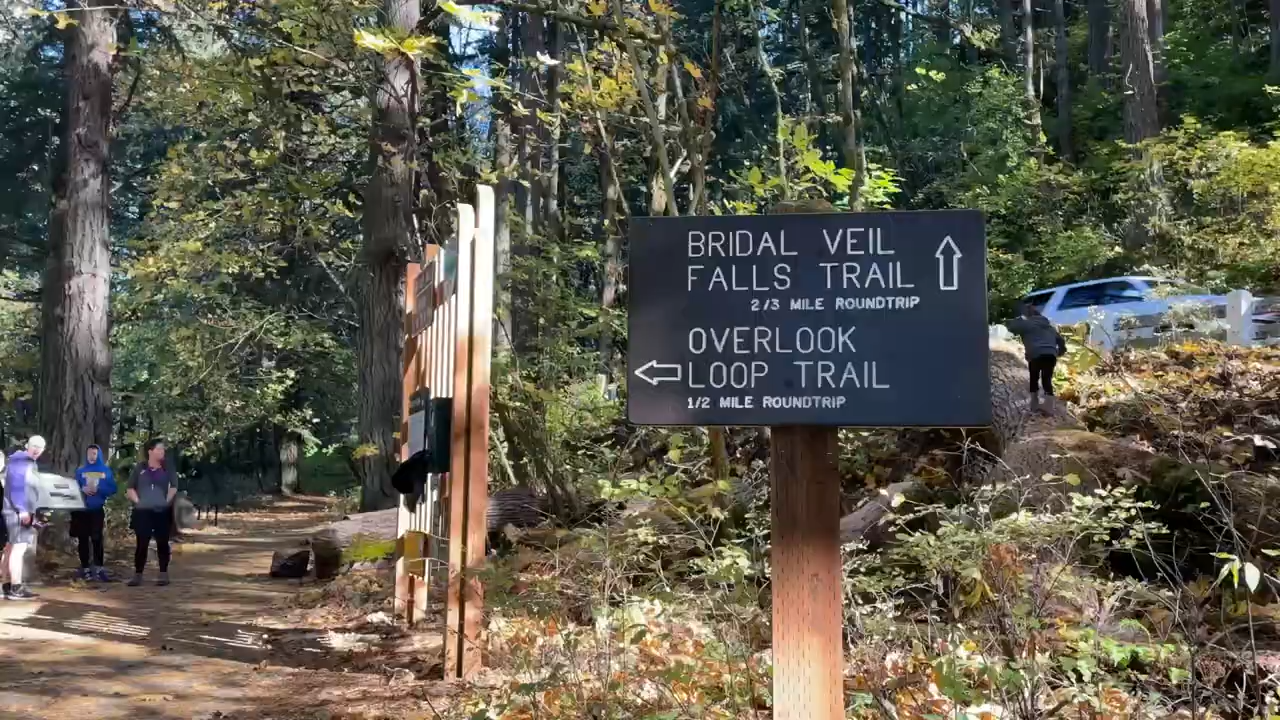 BRIDAL VEIL
FALLS TRAIL
2/3 MILE ROUNDTRIP
OVERLOOK
LOOP TRAIL
1/2 MILE ROUNDTRIP